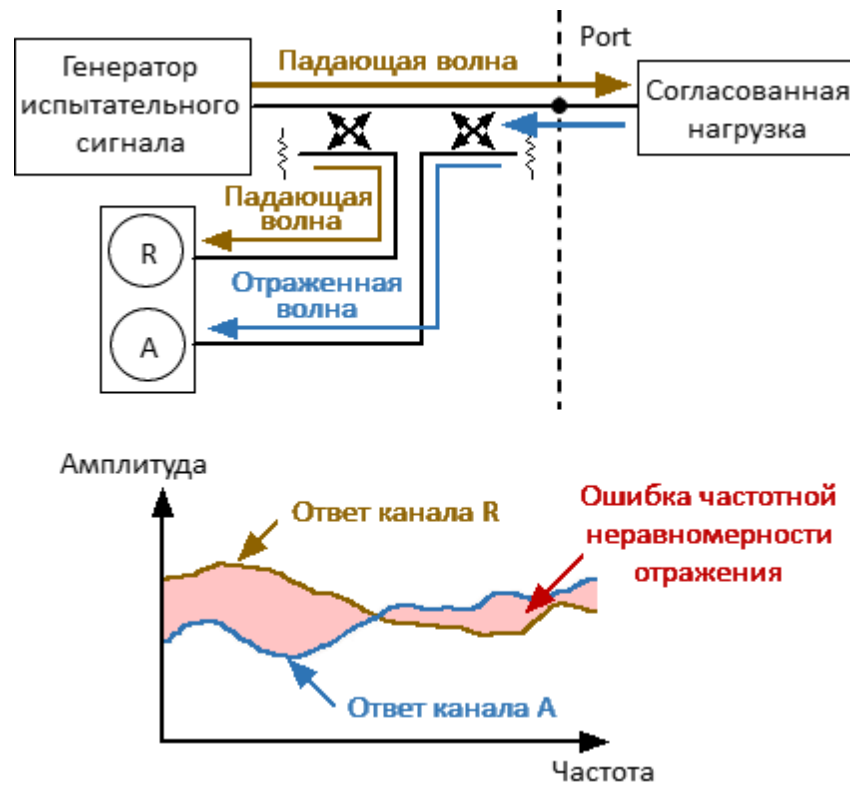 Генератор
испытательного
сигнала
Падающая волна
Port
Согласованная
нагрузка
Падающая
волна
R
Отраженная
волна
A
Амплитуда
Ответ канала R
Ошибка частотной
неравномерности
отражения
Ответ канала A
Частота